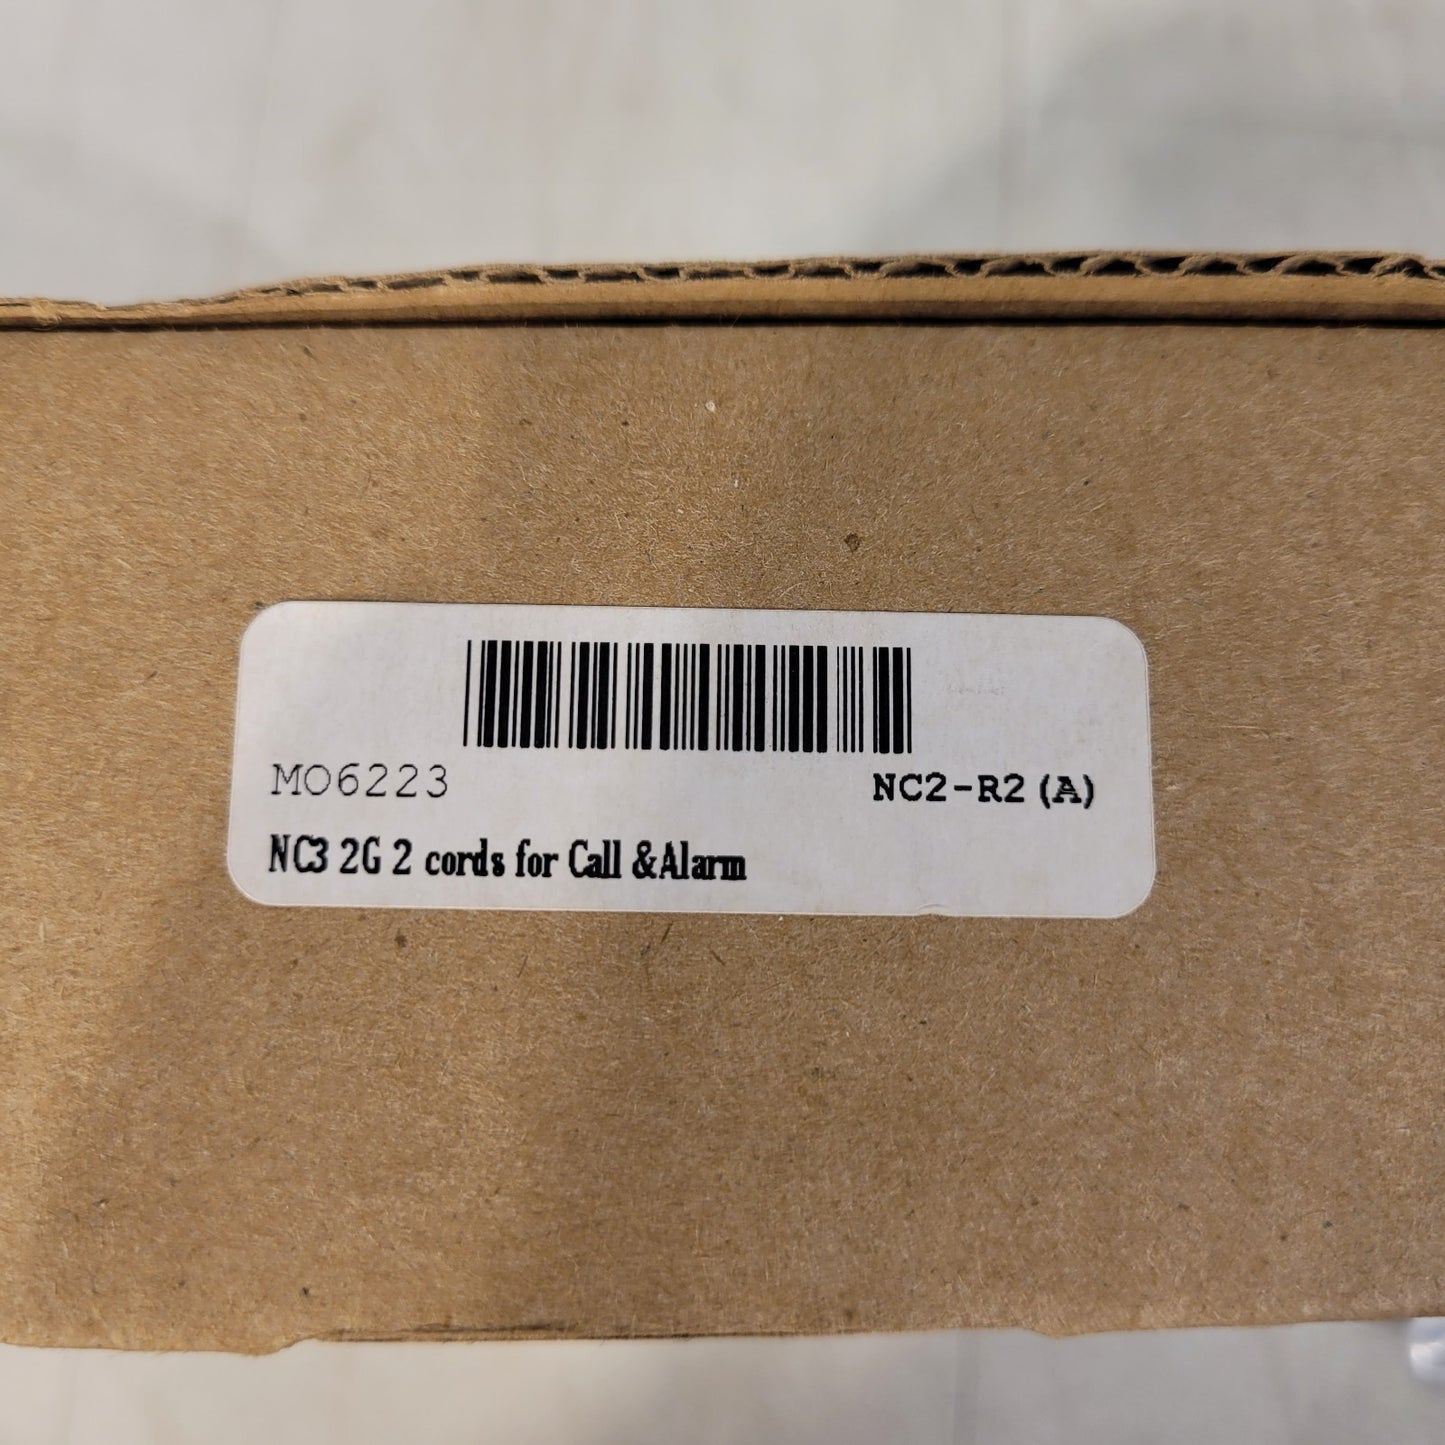 MO6223 NC2-R2 (A)
NC3 2G 2 cords for Call &Alarm